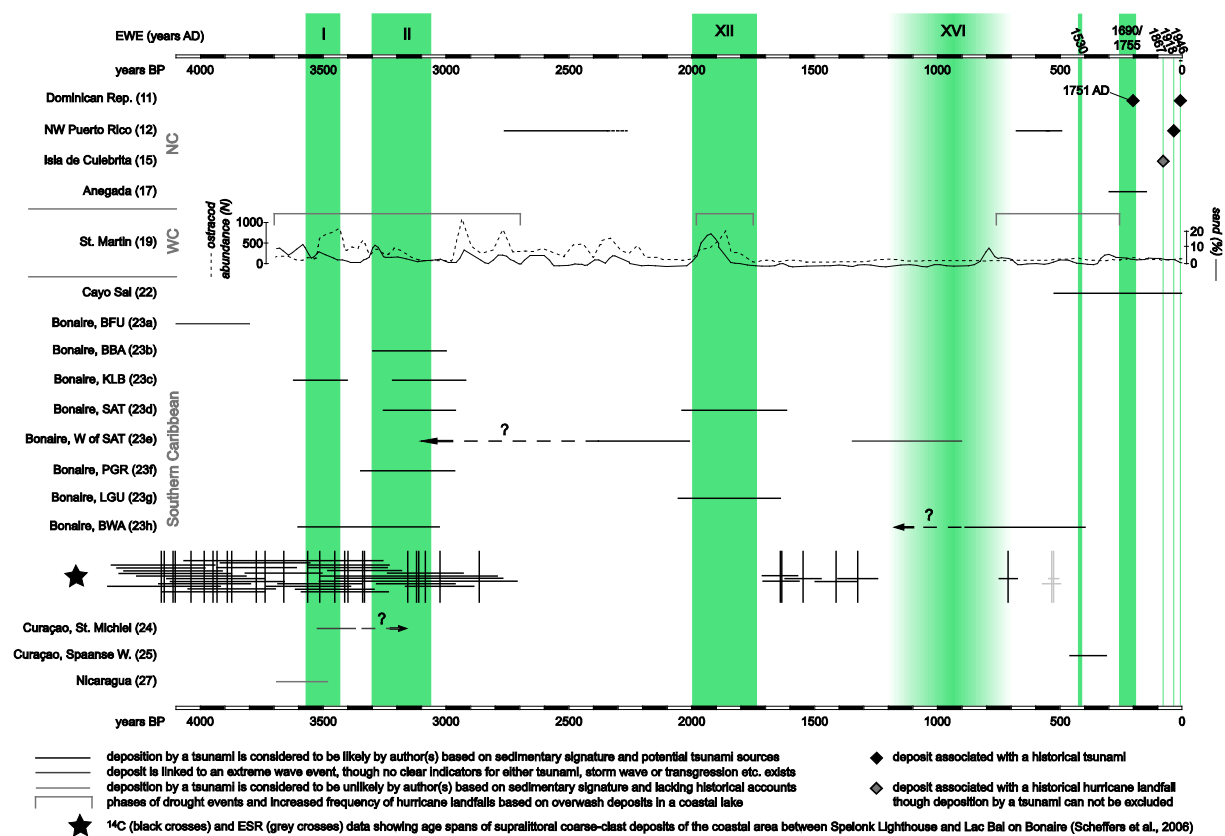 EWE (years AD) I II XII XVI 1530 1690/1755 1867 1918 1946
years BP 4000 3500 3000 2500 2000 1500 1000 500 0
Dominican Rep. (11) 1751 AD
NW Puerto Rico (12)
NC
Isla de Culebrita (15)
Anegada (17)
ostracod abundance (N) 1000 500 0
St. Martin (19)
WC
20 10 0 sand (%)
Cayo Sal (22)
Bonaire, BFU (23a)
Bonaire, BBA (23b)
Bonaire, KLB (23c)
Bonaire, SAT (23d)
Bonaire, W of SAT (23e) ?
Southern Caribbean
Bonaire, PGR (23f)
Bonaire, LGU (23g)
Bonaire, BWA (23h) ?
Curaçao, St. Michiel (24) ?
Curaçao, Spaanse W. (25)
Nicaragua (27)
years BP 4000 3500 3000 2500 2000 1500 1000 500 0
deposition by a tsunami is considered to be likely by author(s) based on sedimentary signature and potential tsunami sources
deposit is linked to an extreme wave event, though no clear indicators for either tsunami, storm wave or transgression etc. exists
deposition by a tsunami is considered to be unlikely by author(s) based on sedimentary signature and lacking historical accounts
phases of drought events and increased frequency of hurricane landfalls based on overwash deposits in a coastal lake
deposit associated with a historical tsunami
deposit associated with a historical hurricane landfall
though deposition by a tsunami can not be excluded
14C (black crosses) and ESR (grey crosses) data showing age spans of supralittoral coarse-clast deposits of the coastal area between Spelonk Lighthouse and Lac Bai on Bonaire (Scheffers et al., 2006)